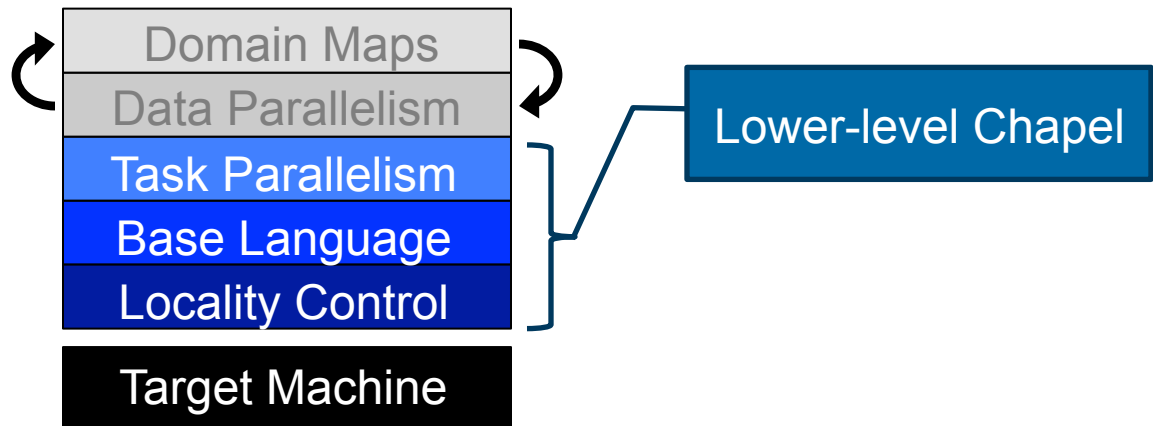 Domain Maps
Data Parallelism
Task Parallelism
Base Language
Locality Control
Target Machine
Lower-level Chapel